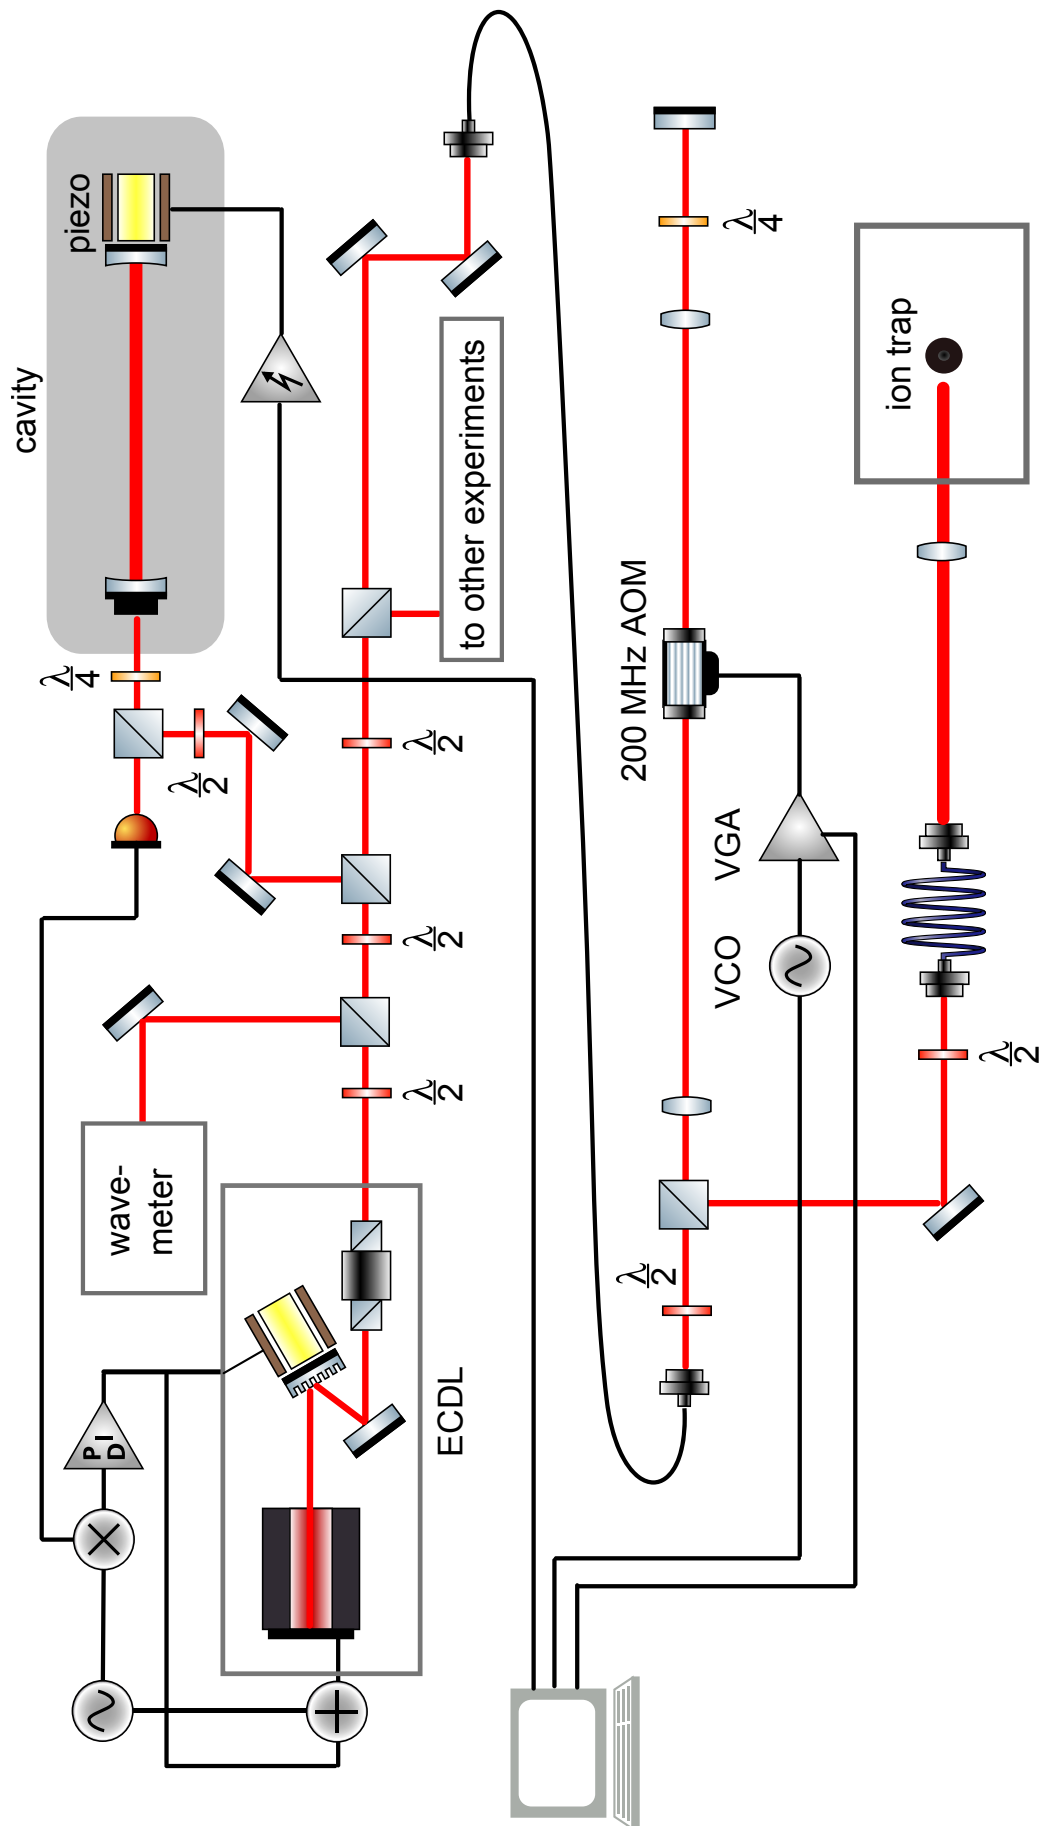 cavity
piezo
λ/4
λ/2
wave-
meter
λ/2
λ/2
λ/2
to other experiments
ECDL
P
I
D
200 MHz AOM
λ/4
λ/2
VCO
VGA
ion trap
λ/2